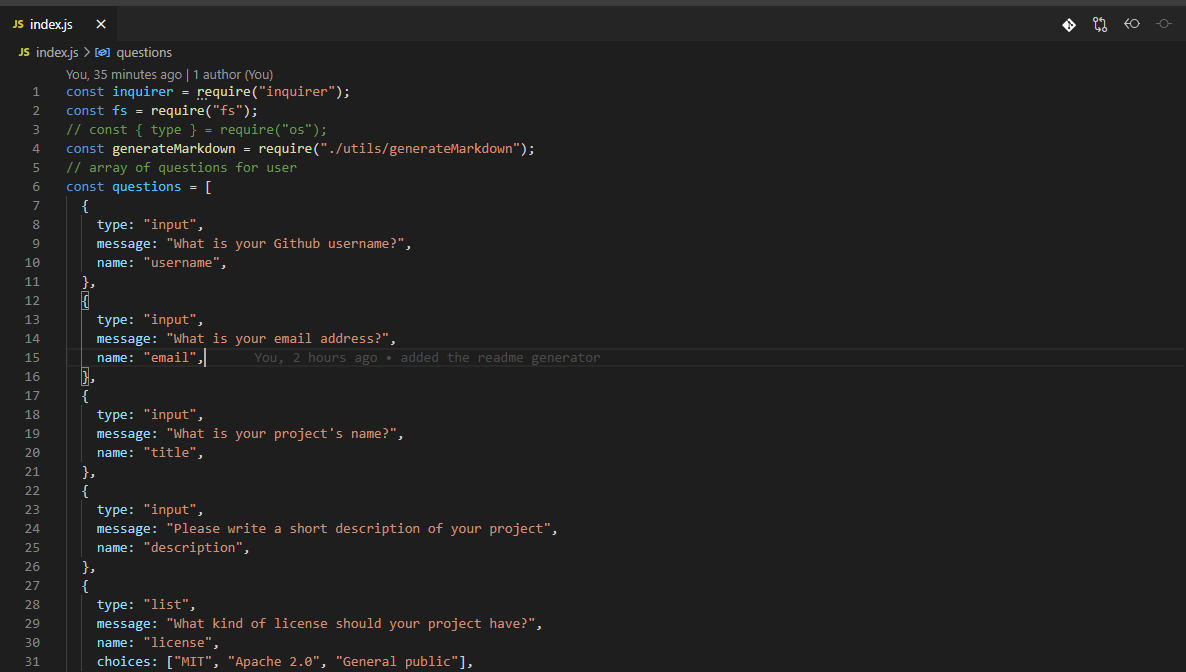 JS index.js ×
JS index.js > questions
You, 35 minutes ago | 1 author (You)
1 const inquirer = require("inquirer");
2 const fs = require("fs");
3 // const { type } = require("os");
4 const generateMarkdown = require("./utils/generateMarkdown");
5 // array of questions for user
6 const questions = [
7 {
8 type: "input",
9 message: "What is your Github username?",
10 name: "username",
11 },
12 {
13 type: "input",
14 message: "What is your email address?",
15 name: "email", You, 2 hours ago • added the readme generator
16 },
17 {
18 type: "input",
19 message: "What is your project's name?",
20 name: "title",
21 },
22 {
23 type: "input",
24 message: "Please write a short description of your project",
25 name: "description",
26 },
27 {
28 type: "list",
29 message: "What kind of license should your project have?",
30 name: "license",
31 choices: ["MIT", "Apache 2.0", "General public"],